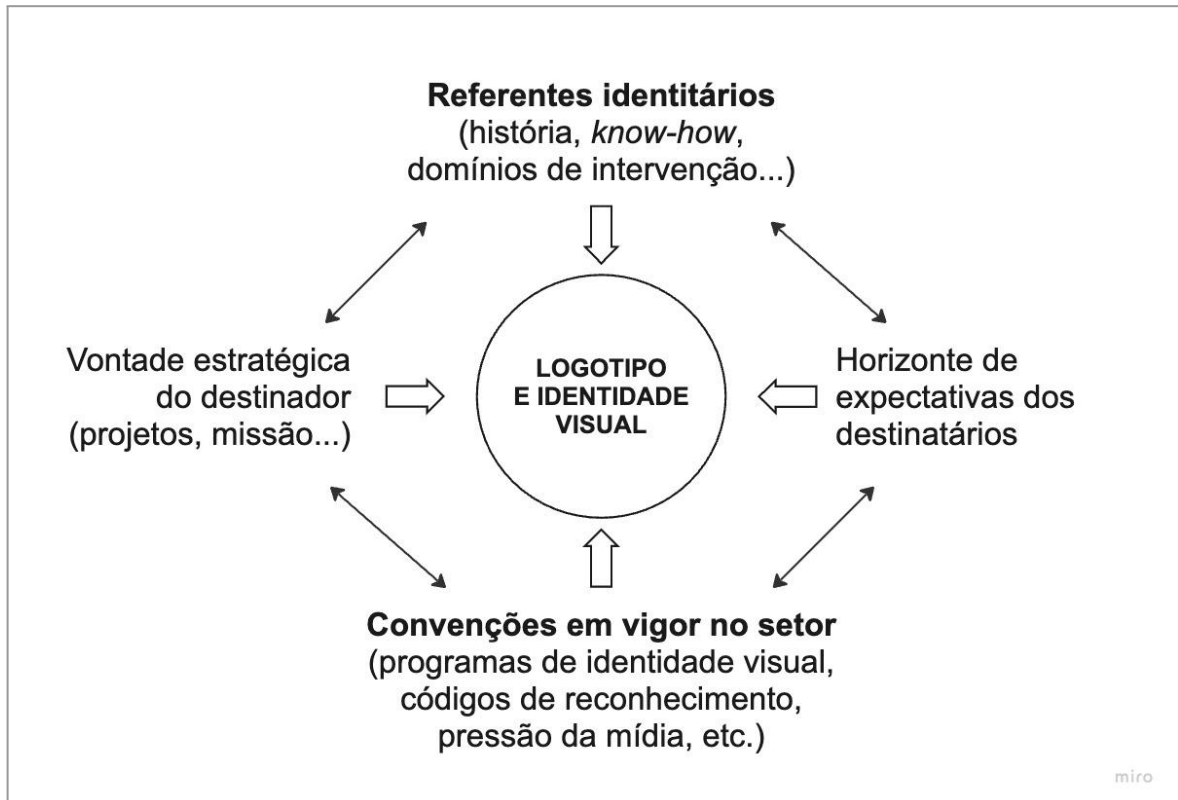 Referentes identitários
(história, know-how,
domínios de intervenção...)
Vontade estratégica
do destinador
(projetos, missão...)
LOGOTIPO
E IDENTIDADE
VISUAL
Horizonte de
expectativas dos
destinatários
Convenções em vigor no setor
(programas de identidade visual,
códigos de reconhecimento,
pressão da mídia, etc.)
miro